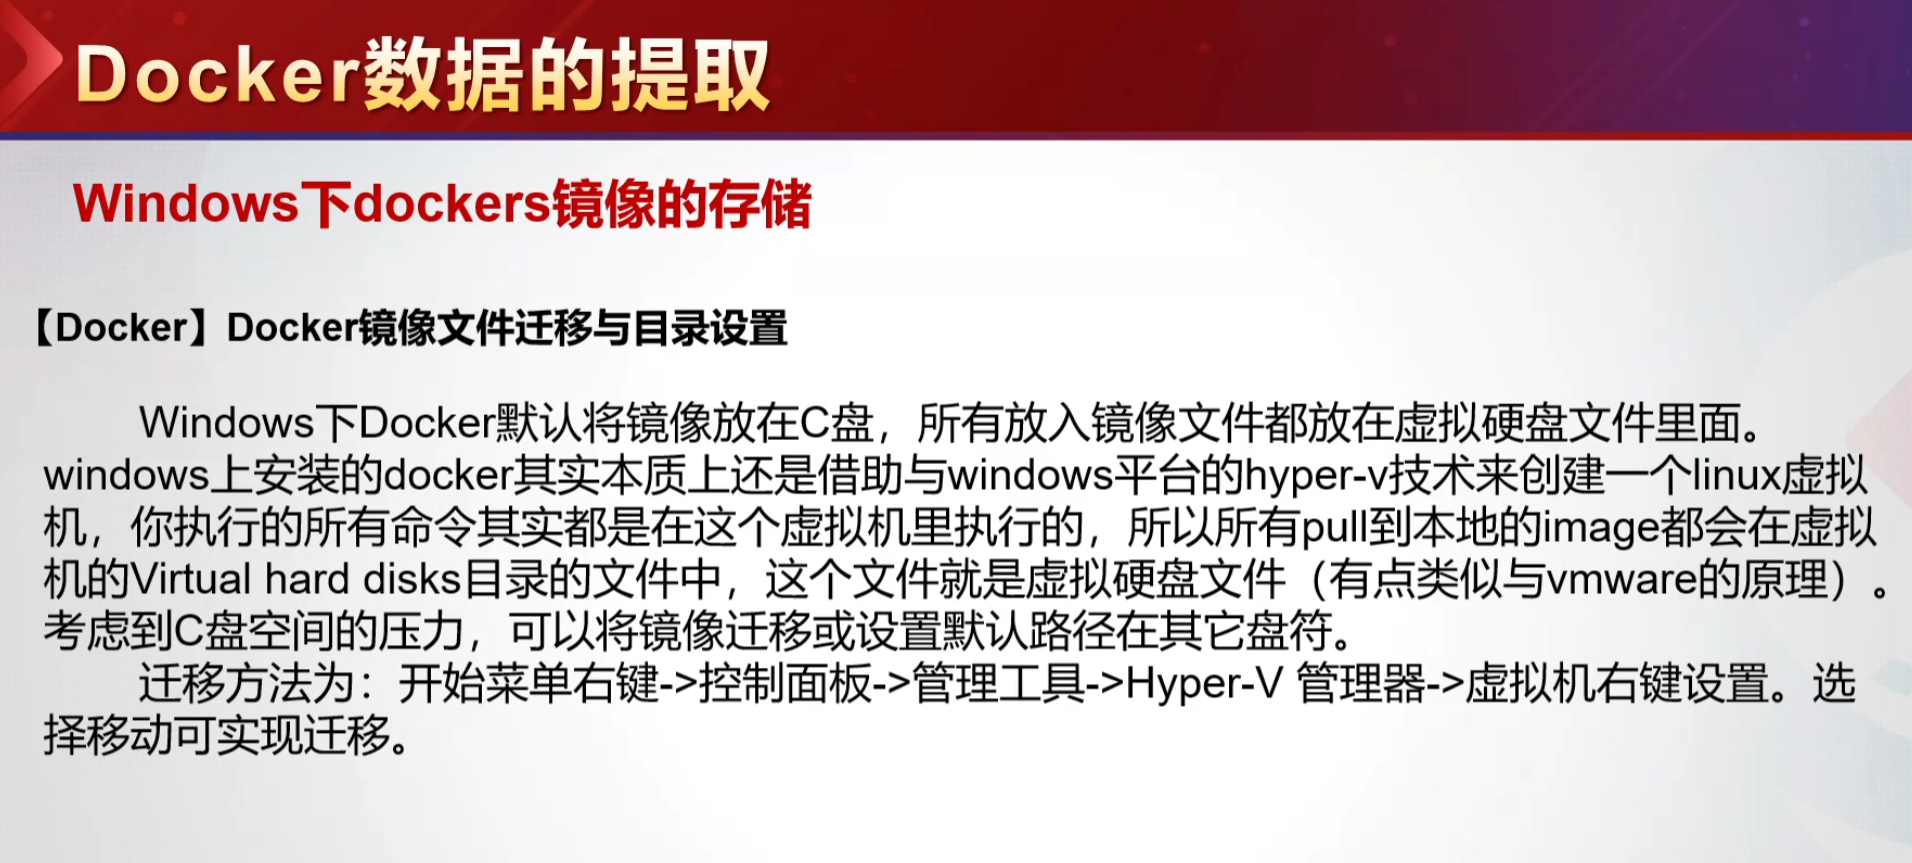 Docker数据的提取
Windows下dockers镜像的存储
【Docker】Docker镜像文件迁移与目录设置
Windows下Docker默认将镜像放在C盘，所有放入镜像文件都放在虚拟硬盘文件里面。
windows上安装的docker其实本质上还是借助与windows平台的hyper-v技术来创建一个linux虚拟
机，你执行的所有命令其实都是在这个虚拟机里执行的，所以所有pull到本地的image都会在虚拟
机的Virtual hard disks目录的文件中，这个文件就是虚拟硬盘文件（有点类似与vmware的原理）。
考虑到C盘空间的压力，可以将镜像迁移或设置默认路径在其它盘符。
迁移方法为：开始菜单右键->控制面板->管理工具->Hyper-V 管理器->虚拟机右键设置。选
择移动可实现迁移。